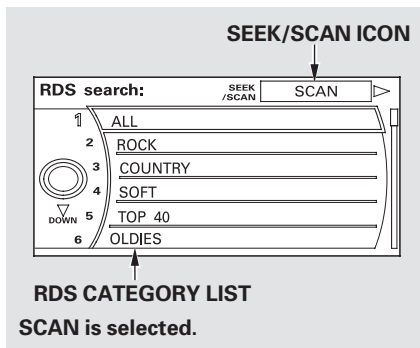 SEEK/SCAN ICON
RDS search:
SEEK
/SCAN
SCAN
1 ALL
2 ROCK
3 COUNTRY
4 SOFT
DOWN 5 TOP 40
6 OLDIES
RDS CATEGORY LIST
SCAN is selected.